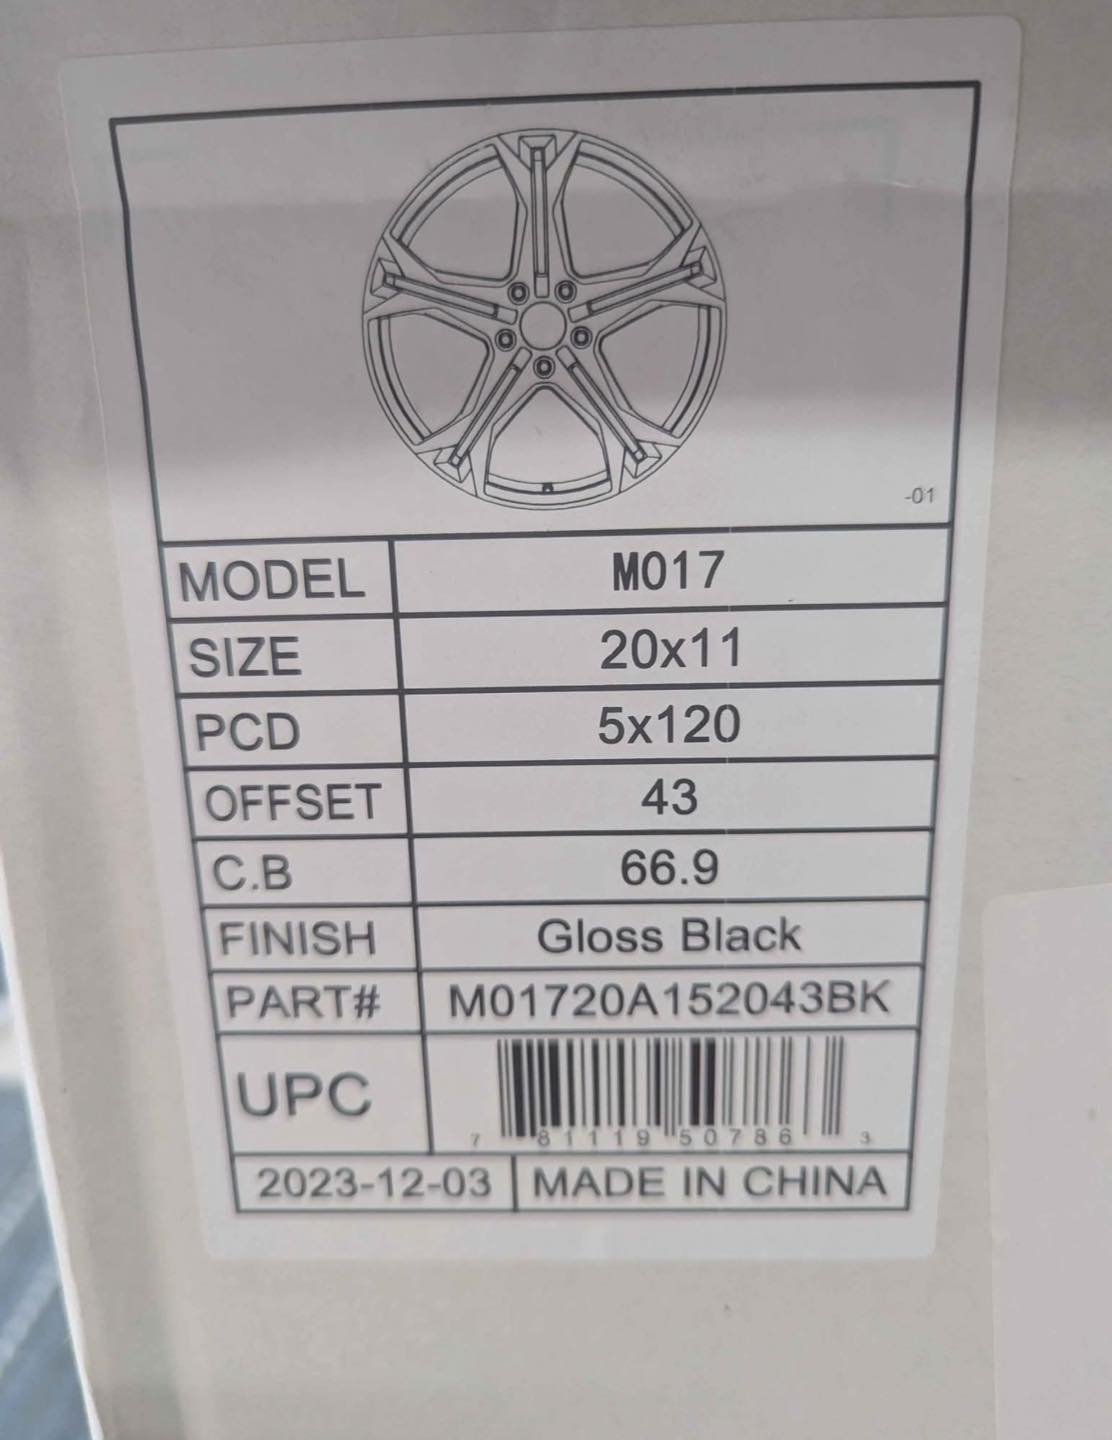 -01
MODEL M017
SIZE 20x11
PCD 5x120
OFFSET 43
C.B 66.9
FINISH Gloss Black
PART# M01720A152043BK
UPC
7 81119 50786 3
2023-12-03 MADE IN CHINA